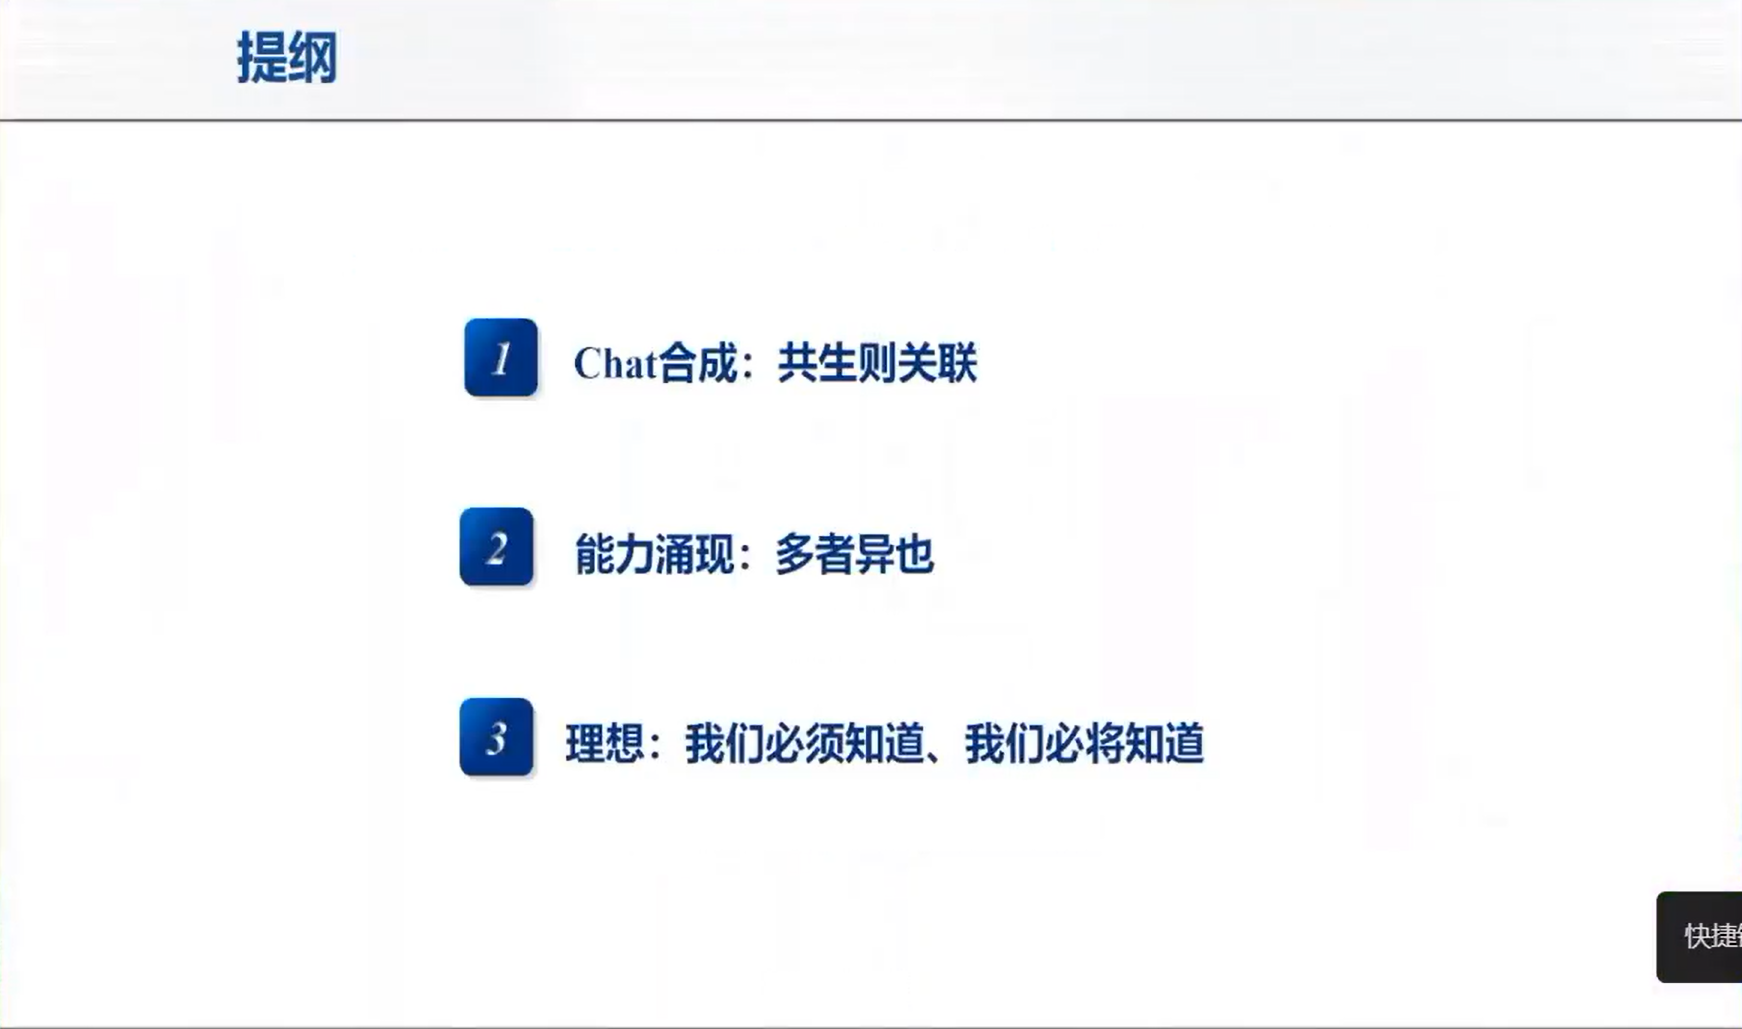 提纲
1 Chat合成：共生则关联
2 能力涌现：多者异也
3 理想：我们必须知道、我们必将知道
快捷